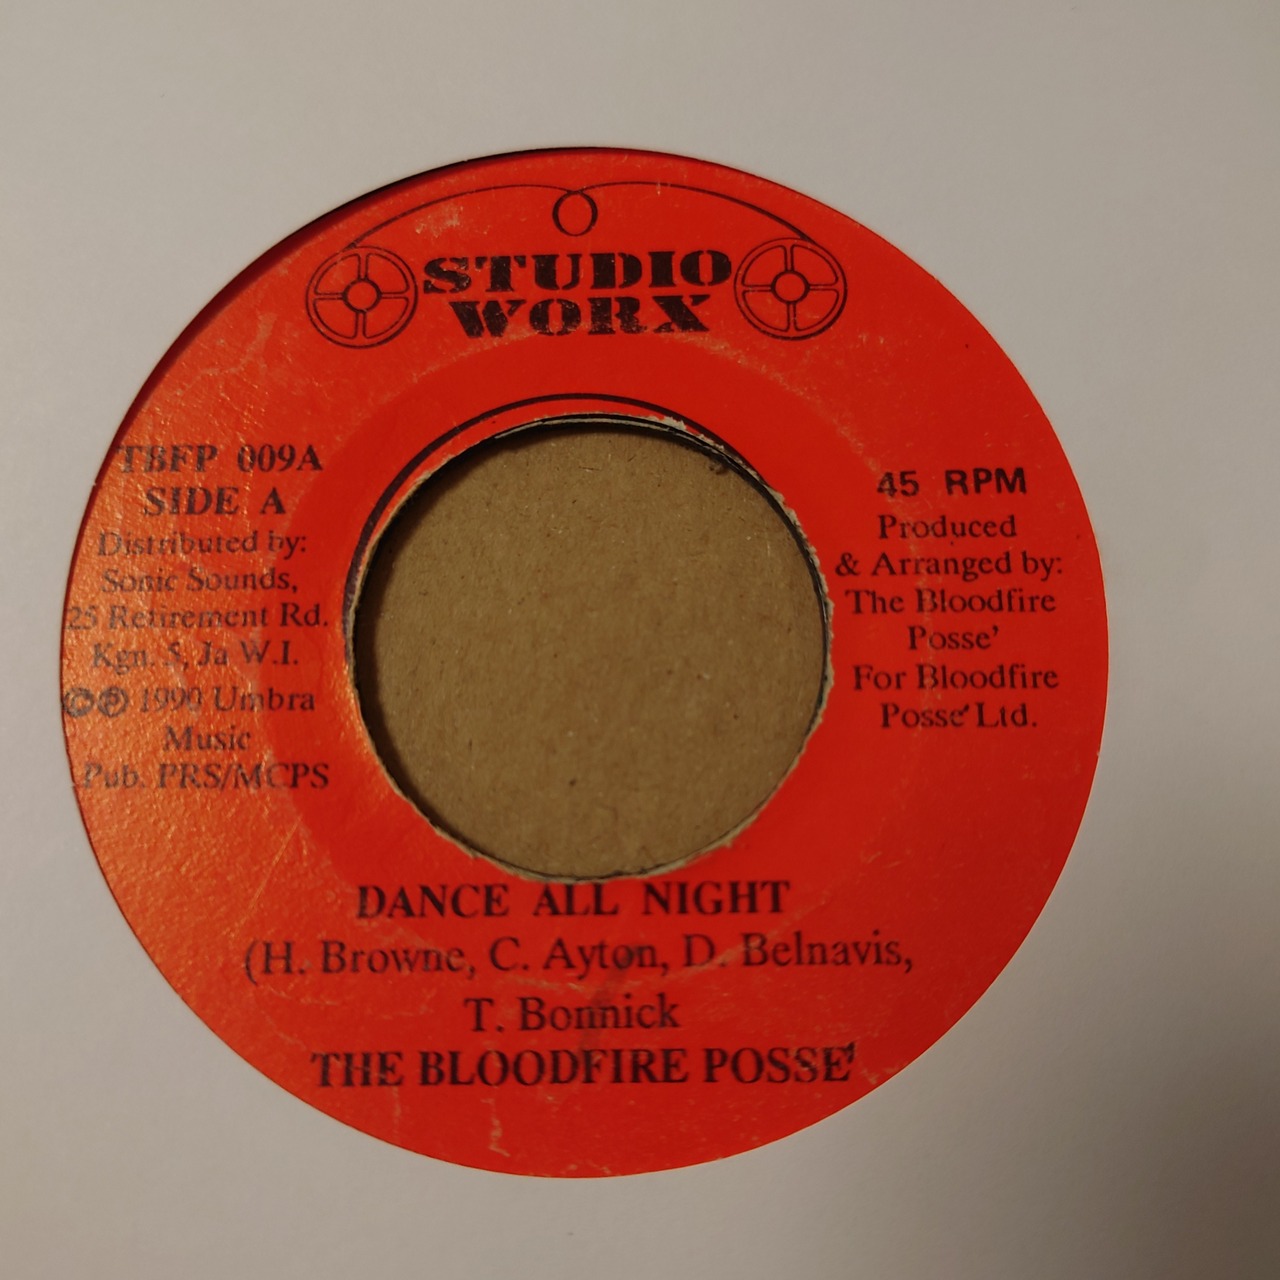 STUDIO
WORX
TBFP 009A
SIDE A
Distributed by:
Sonic Sounds,
25 Retirement Rd.
Kgn. 5, Ja W.I.
©℗ 1990 Umbra
Music
Pub. PRS/MCPS
45 RPM
Produced
& Arranged by:
The Bloodfire
Posse'
For Bloodfire
Posse' Ltd.
DANCE ALL NIGHT
(H. Browne, C. Ayton, D. Belnavis,
T. Bonnick
THE BLOODFIRE POSSE'